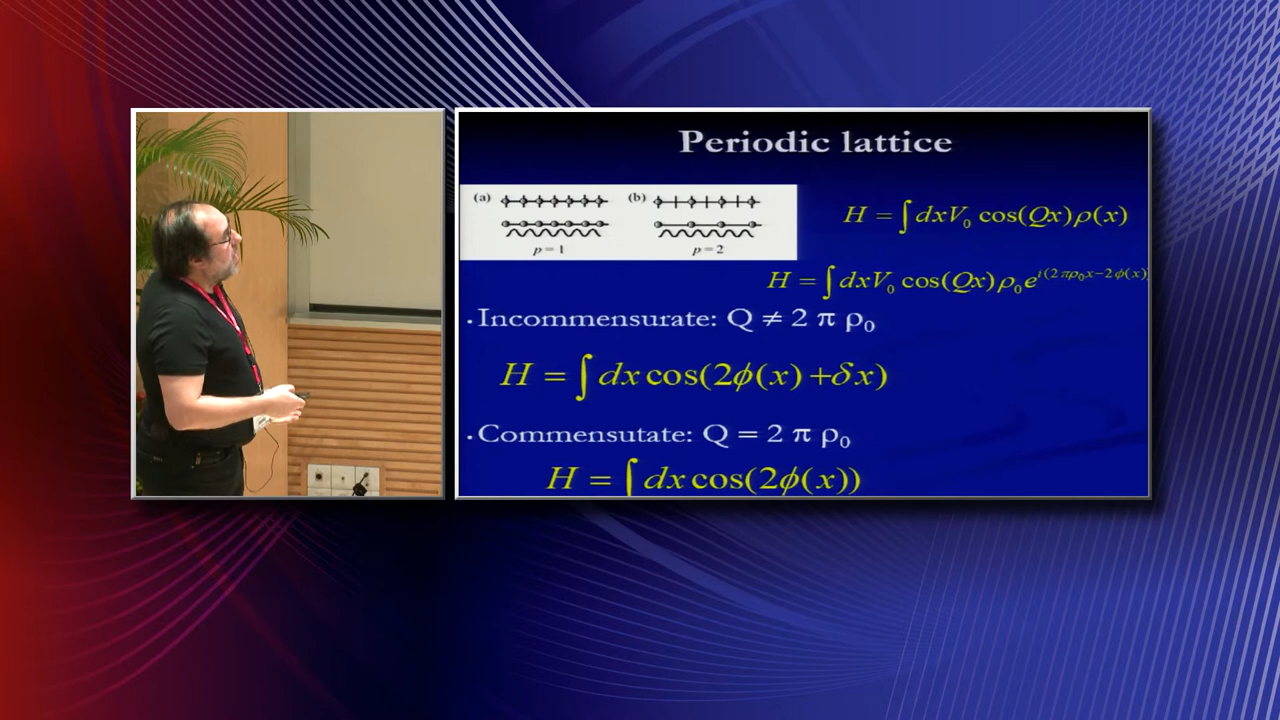 Periodic lattice
(a) (b)
p = 1 p = 2
H = ∫ dxV₀ cos(Qx)ρ(x)
H = ∫ dxV₀ cos(Qx)ρ₀e^{i(2πρ₀x−2ϕ(x)}
· Incommensurate: Q ≠ 2 π ρ₀
H = ∫ dx cos(2ϕ(x) +δ x)
· Commensutate: Q = 2 π ρ₀
H = ∫ dx cos(2ϕ(x))